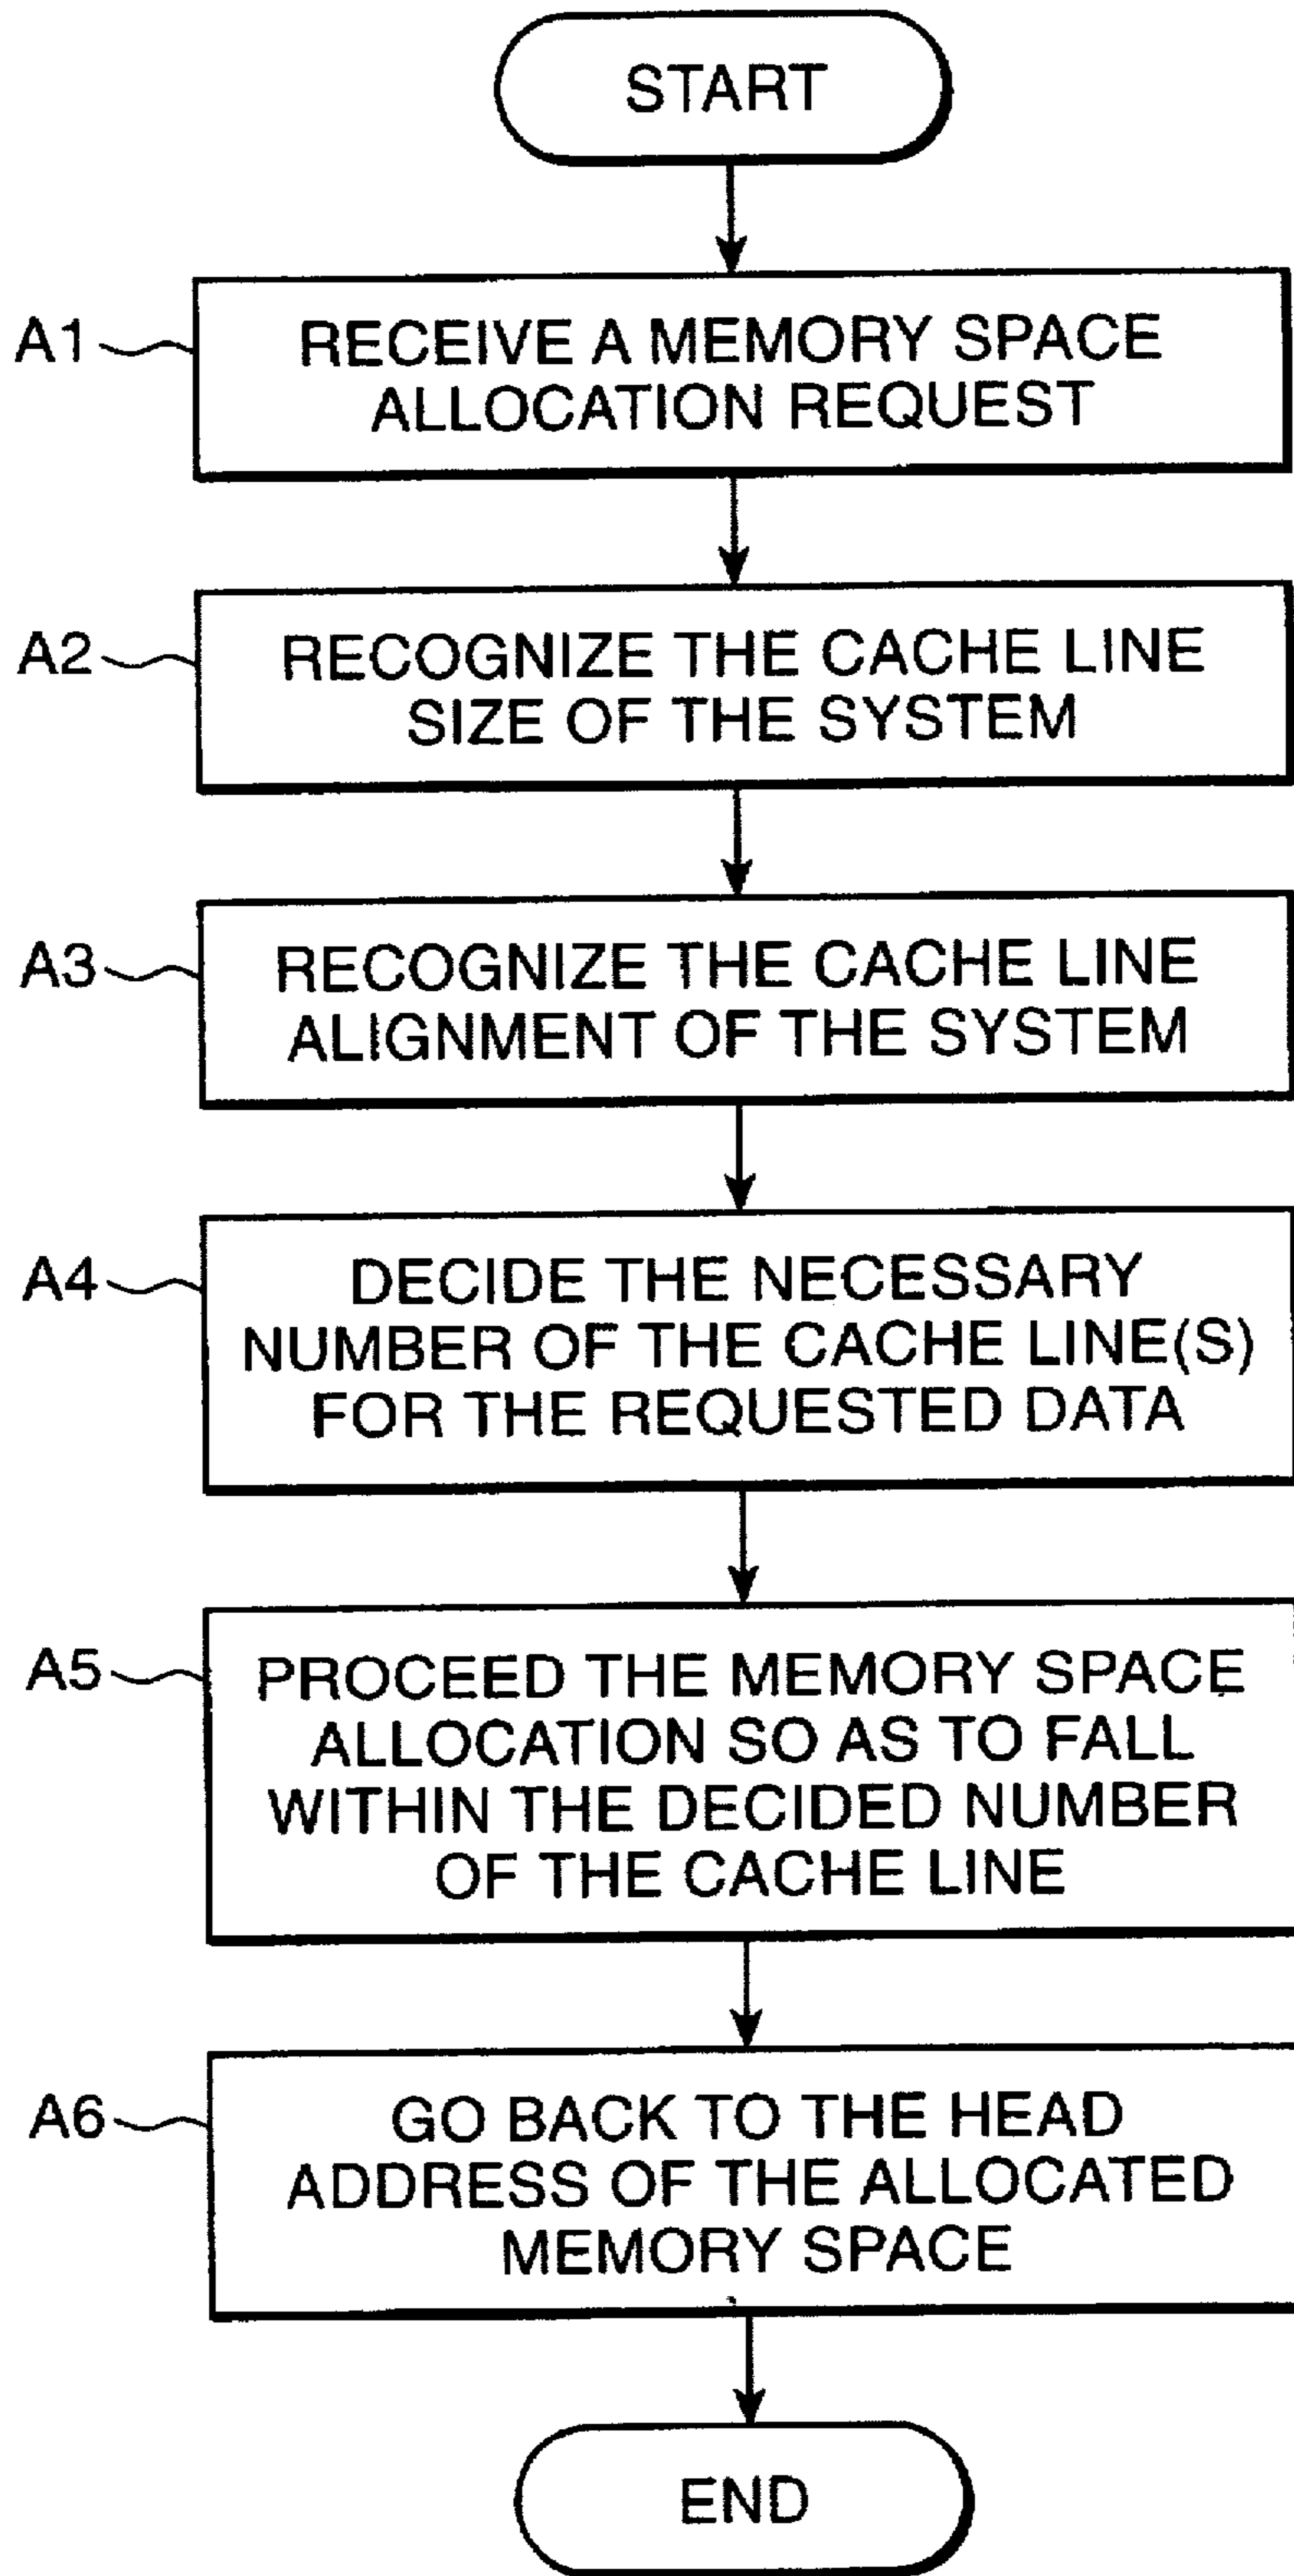 START
A1
RECEIVE A MEMORY SPACE
ALLOCATION REQUEST
A2
RECOGNIZE THE CACHE LINE
SIZE OF THE SYSTEM
A3
RECOGNIZE THE CACHE LINE
ALIGNMENT OF THE SYSTEM
A4
DECIDE THE NECESSARY
NUMBER OF THE CACHE LINE(S)
FOR THE REQUESTED DATA
A5
PROCEED THE MEMORY SPACE
ALLOCATION SO AS TO FALL
WITHIN THE DECIDED NUMBER
OF THE CACHE LINE
A6
GO BACK TO THE HEAD
ADDRESS OF THE ALLOCATED
MEMORY SPACE
END